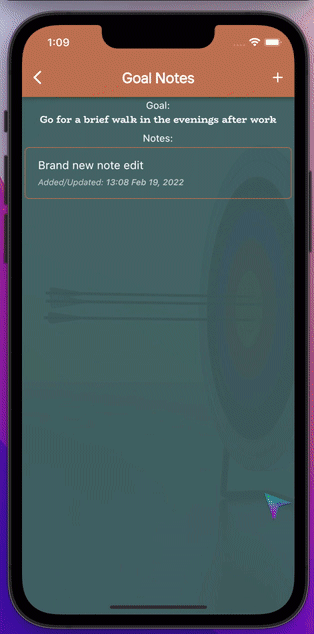 1:09
Goal Notes
Goal:
Go for a brief walk in the evenings after work
Notes:
Brand new note edit
Added/Updated: 13:08 Feb 19, 2022